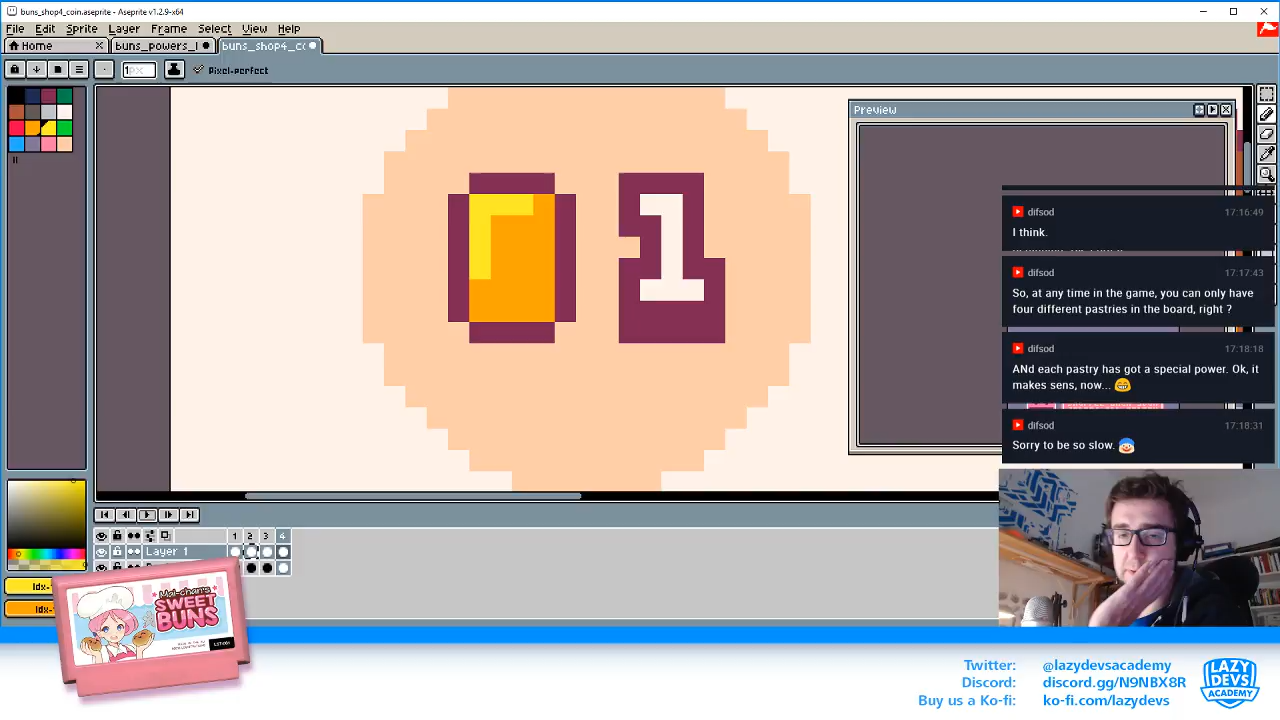 buns_shop4_coin.aseprite - Aseprite v1.2.9-x64
File Edit Sprite Layer Frame Select View Help
Home
buns_powers_
buns_shop4_co
Pixel-perfect
1
Preview
difsod 17:16:49
I think.
difsod 17:17:43
So, at any time in the game, you can only have
four different pastries in the board, right ?
difsod 17:18:18
ANd each pastry has got a special power. Ok, it
makes sens, now...
difsod 17:18:31
Sorry to be so slow.
1 2 3 4
Layer 1
Idx-
Idx-
Mai-chan's
SWEET
BUNS
Twitter: @lazydevsacademy
Discord: discord.gg/N9NBX8R
Buy us a Ko-fi: ko-fi.com/lazydevs
LAZY
DEVS
ACADEMY